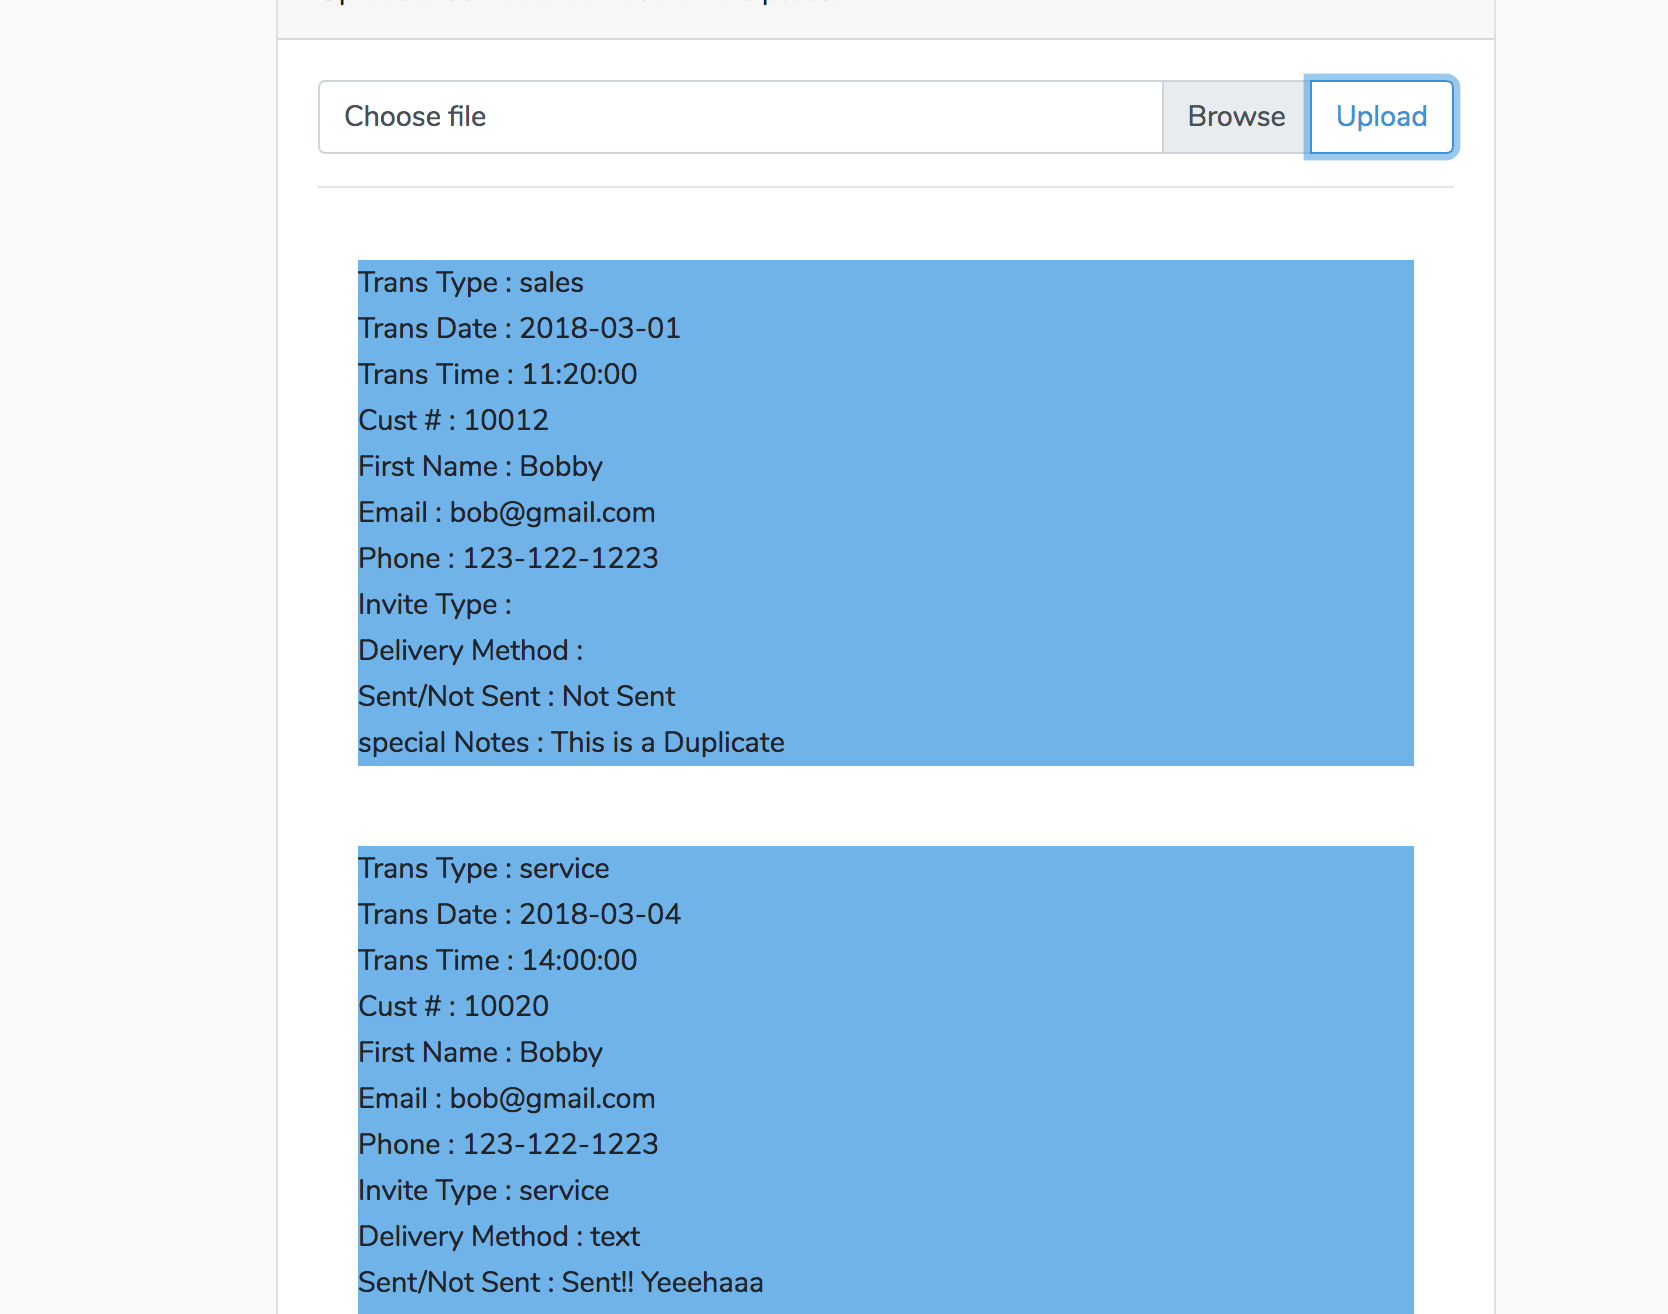 Choose file
Browse
Upload
Trans Type : sales
Trans Date : 2018-03-01
Trans Time : 11:20:00
Cust # : 10012
First Name : Bobby
Email : bob@gmail.com
Phone : 123-122-1223
Invite Type :
Delivery Method :
Sent/Not Sent : Not Sent
special Notes : This is a Duplicate
Trans Type : service
Trans Date : 2018-03-04
Trans Time : 14:00:00
Cust # : 10020
First Name : Bobby
Email : bob@gmail.com
Phone : 123-122-1223
Invite Type : service
Delivery Method : text
Sent/Not Sent : Sent!! Yeeehaaa